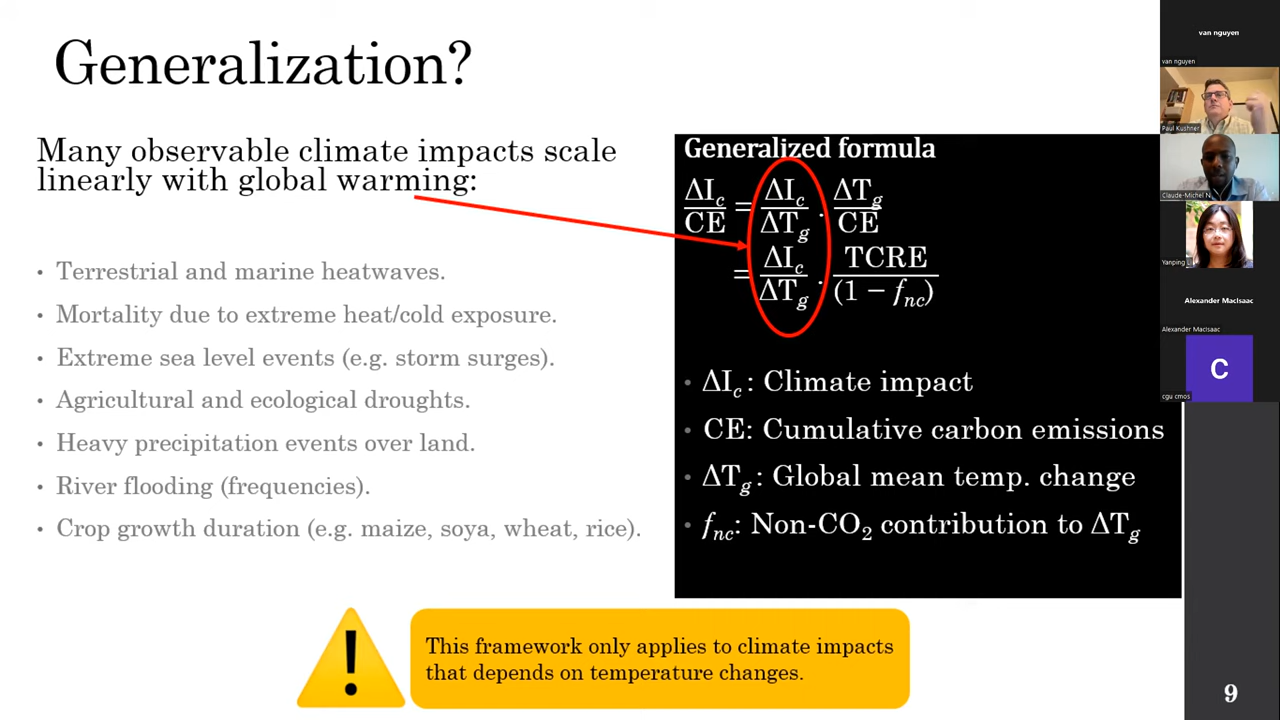 Generalization?
Many observable climate impacts scale
linearly with global warming:
• Terrestrial and marine heatwaves.
• Mortality due to extreme heat/cold exposure.
• Extreme sea level events (e.g. storm surges).
• Agricultural and ecological droughts.
• Heavy precipitation events over land.
• River flooding (frequencies).
• Crop growth duration (e.g. maize, soya, wheat, rice).
Generalized formula
ΔI_c/CE = ΔI_c/ΔT_g · ΔT_g/CE
= ΔI_c/ΔT_g · TCRE/(1 − f_nc)
• ΔI_c: Climate impact
• CE: Cumulative carbon emissions
• ΔT_g: Global mean temp. change
• f_nc: Non-CO₂ contribution to ΔT_g
!
This framework only applies to climate impacts
that depends on temperature changes.
9
van nguyen
van nguyen
Paul Kushner
Claude-Michel N
Yanping L
Alexander MacIsaac
Alexander MacIsaac
C
cgu cmos